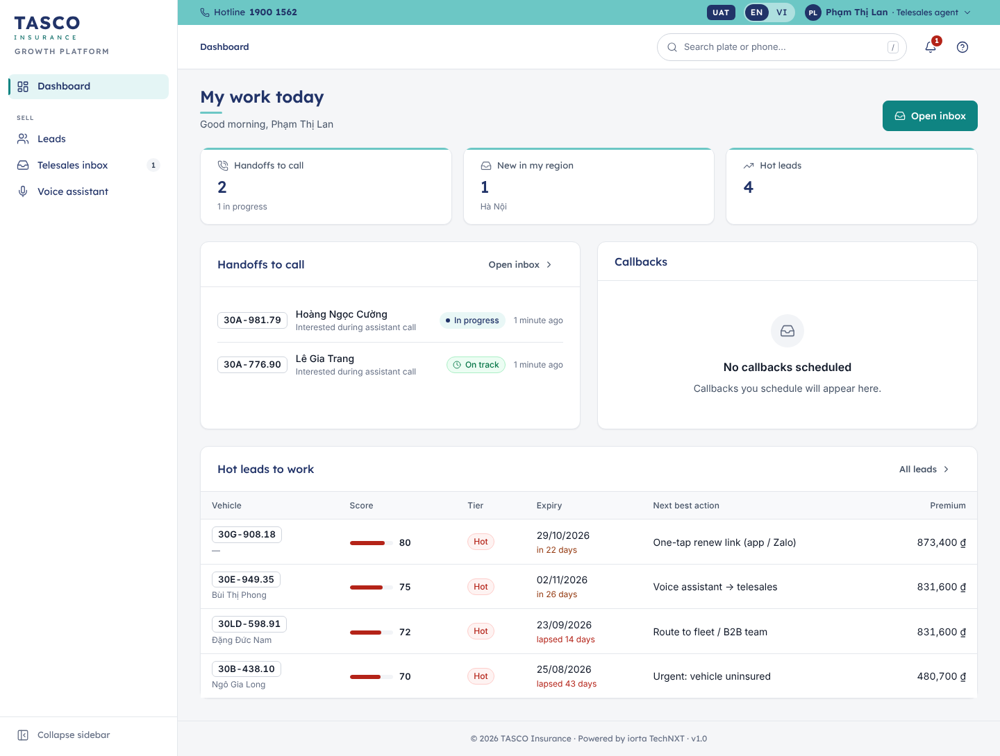 TASCO
INSURANCE
GROWTH PLATFORM
Dashboard
SELL
Leads
Telesales inbox 1
Voice assistant
Collapse sidebar
Hotline 1900 1562
UAT EN VI PL Phạm Thị Lan · Telesales agent
Dashboard
Search plate or phone... /
1
My work today
Good morning, Phạm Thị Lan
Open inbox
Handoffs to call
2
1 in progress
New in my region
1
Hà Nội
Hot leads
4
Handoffs to call
Open inbox
30A-981.79 Hoàng Ngọc Cường In progress 1 minute ago
Interested during assistant call
30A-776.90 Lê Gia Trang On track 1 minute ago
Interested during assistant call
Callbacks
No callbacks scheduled
Callbacks you schedule will appear here.
Hot leads to work
All leads
Vehicle Score Tier Expiry Next best action Premium
30G-908.18 80 Hot 29/10/2026 One-tap renew link (app / Zalo) 873,400 ₫
— in 22 days
30E-949.35 75 Hot 02/11/2026 Voice assistant → telesales 831,600 ₫
Bùi Thị Phong in 26 days
30LD-598.91 72 Hot 23/09/2026 Route to fleet / B2B team 831,600 ₫
Đặng Đức Nam lapsed 14 days
30B-438.10 70 Hot 25/08/2026 Urgent: vehicle uninsured 480,700 ₫
Ngô Gia Long lapsed 43 days
© 2026 TASCO Insurance · Powered by iorta TechNXT · v1.0